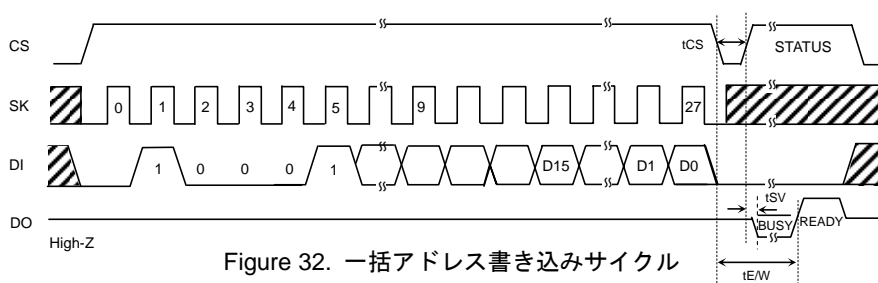 CS
tCS
STATUS
SK
0 1 2 3 4 5 9 27
DI
1 0 0 0 1 D15 D1 D0
tSV
DO
BUSY READY
High-Z
tE/W
Figure 32. 一括アドレス書き込みサイクル